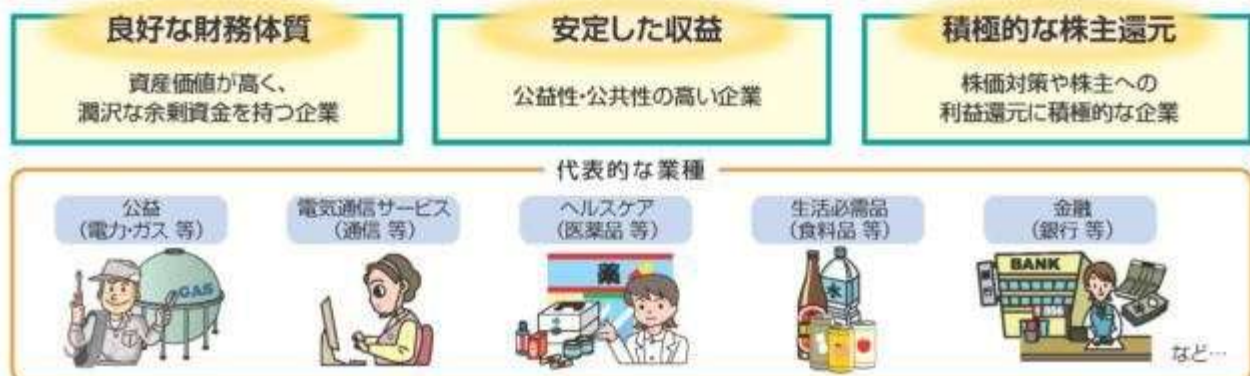 良好な財務体質
資産価値が高く、
潤沢な余剰資金を持つ企業
安定した収益
公益性・公共性の高い企業
積極的な株主還元
株価対策や株主への
利益還元に積極的な企業
代表的な業種
公益
(電力・ガス 等)
電気通信サービス
(通信 等)
ヘルスケア
(医薬品 等)
生活必需品
(食料品 等)
金融
(銀行 等)
GAS
薬
水
BANK
銀行
など…